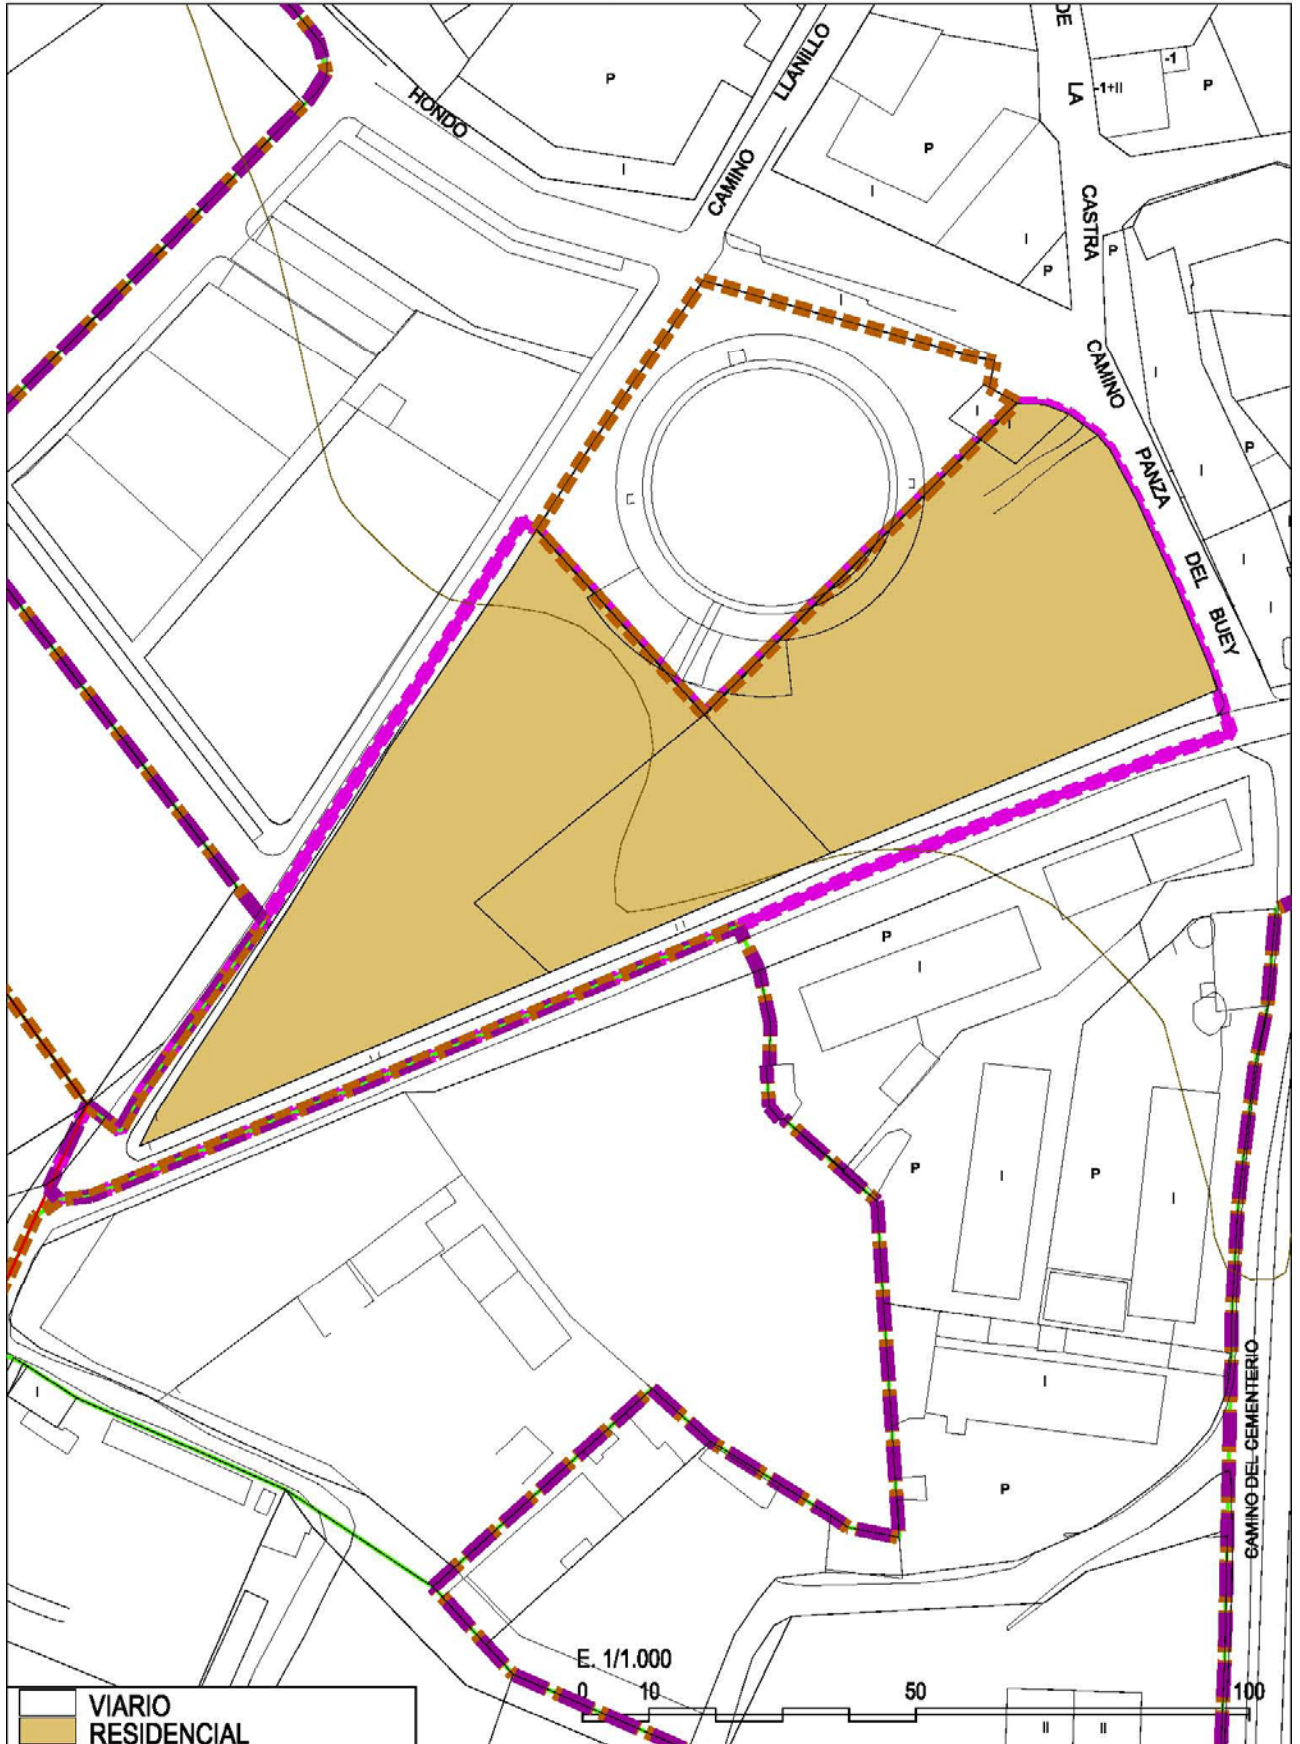 DE
LA
-1
P
-1+II
P
HONDO
LLANILLO
CAMINO
I
P
I
CASTRA
I
P
P
I
CAMINO
I
I
I
PANZA
I
P
DEL
I
BUEY
I
P
I
P
I
P
I
I
I
P
CAMINO DEL CEMENTERIO
E. 1/1.000
0 10 50 100
VIARIO
RESIDENCIAL
II II